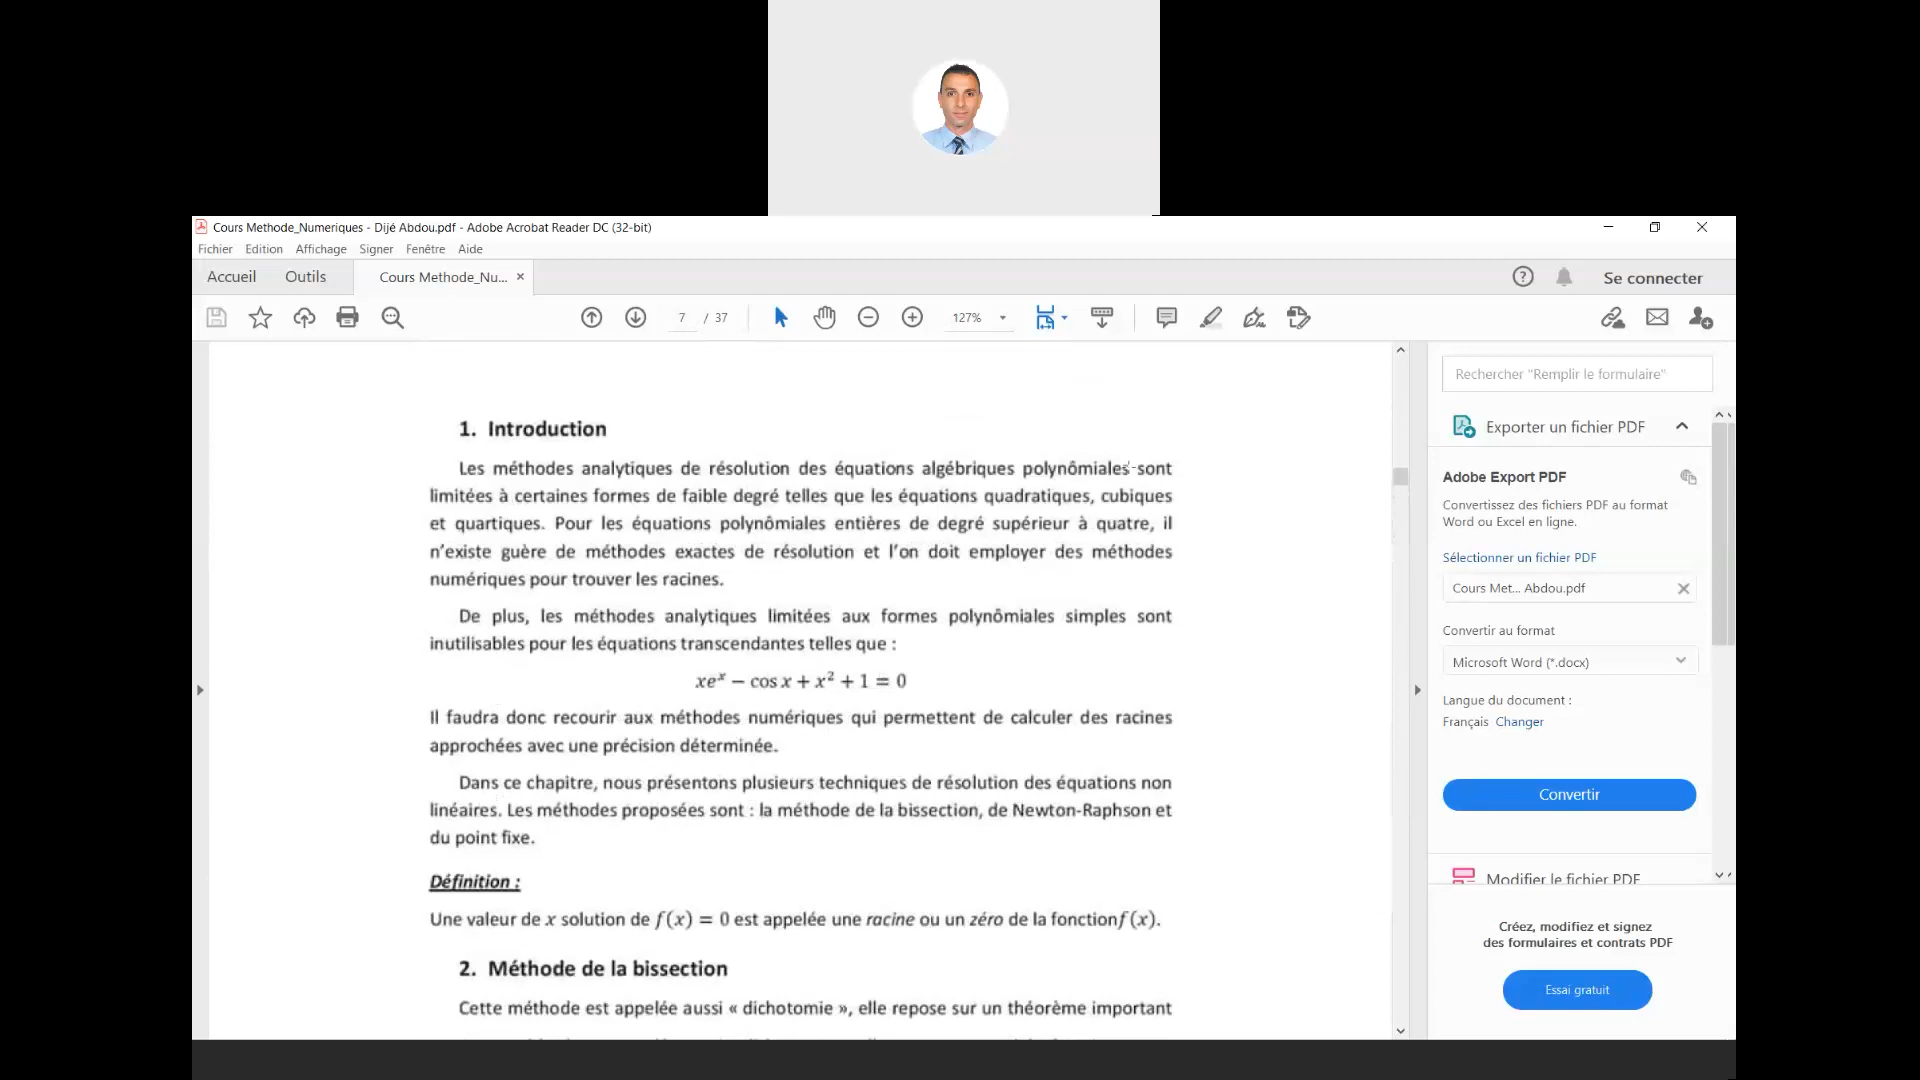 Cours Methode_Numeriques - Dijé Abdou.pdf - Adobe Acrobat Reader DC (32-bit)
Fichier Edition Affichage Signer Fenêtre Aide
Accueil Outils Cours Methode_Nu... × Se connecter
7 / 37 127%
1. Introduction
Les méthodes analytiques de résolution des équations algébriques polynômiales sont
limitées à certaines formes de faible degré telles que les équations quadratiques, cubiques
et quartiques. Pour les équations polynômiales entières de degré supérieur à quatre, il
n'existe guère de méthodes exactes de résolution et l'on doit employer des méthodes
numériques pour trouver les racines.
De plus, les méthodes analytiques limitées aux formes polynômiales simples sont
inutilisables pour les équations transcendantes telles que :
xeˣ − cos x + x² + 1 = 0
Il faudra donc recourir aux méthodes numériques qui permettent de calculer des racines
approchées avec une précision déterminée.
Dans ce chapitre, nous présentons plusieurs techniques de résolution des équations non
linéaires. Les méthodes proposées sont : la méthode de la bissection, de Newton-Raphson et
du point fixe.
Définition :
Une valeur de x solution de f(x) = 0 est appelée une racine ou un zéro de la fonctionf(x).
2. Méthode de la bissection
Cette méthode est appelée aussi « dichotomie », elle repose sur un théorème important
Rechercher "Remplir le formulaire"
Exporter un fichier PDF
Adobe Export PDF
Convertissez des fichiers PDF au format
Word ou Excel en ligne.
Sélectionner un fichier PDF
Cours Met... Abdou.pdf
Convertir au format
Microsoft Word (*.docx)
Langue du document :
Français Changer
Convertir
Modifier le fichier PDF
Créez, modifiez et signez
des formulaires et contrats PDF
Essai gratuit